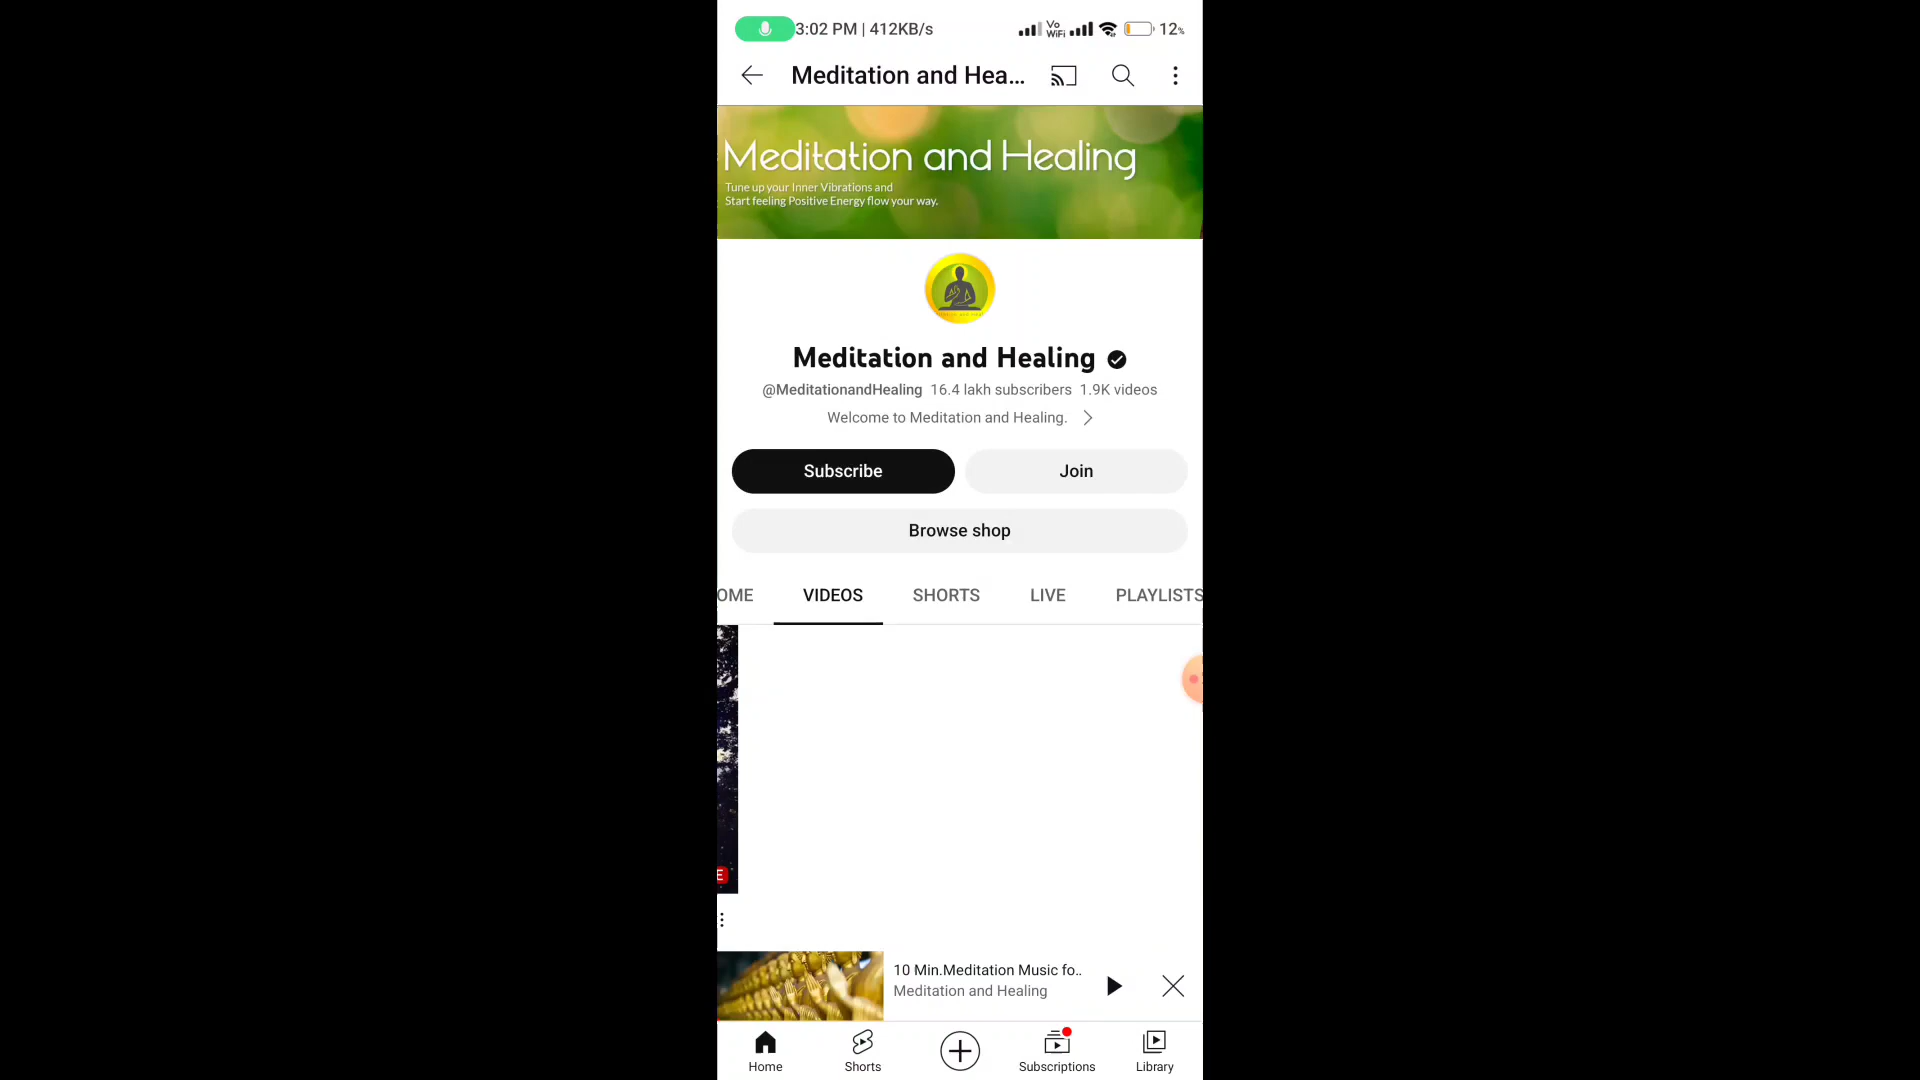 3:02 PM | 412KB/s
Vo
WiFi
12%
Meditation and Hea...
Meditation and Healing
Tune up your Inner Vibrations and
Start feeling Positive Energy flow your way.
Meditation and Healing
@MeditationandHealing 16.4 lakh subscribers 1.9K videos
Welcome to Meditation and Healing.
Subscribe
Join
Browse shop
OME
VIDEOS
SHORTS
LIVE
PLAYLISTS
E
10 Min.Meditation Music fo..
Meditation and Healing
Home
Shorts
Subscriptions
Library